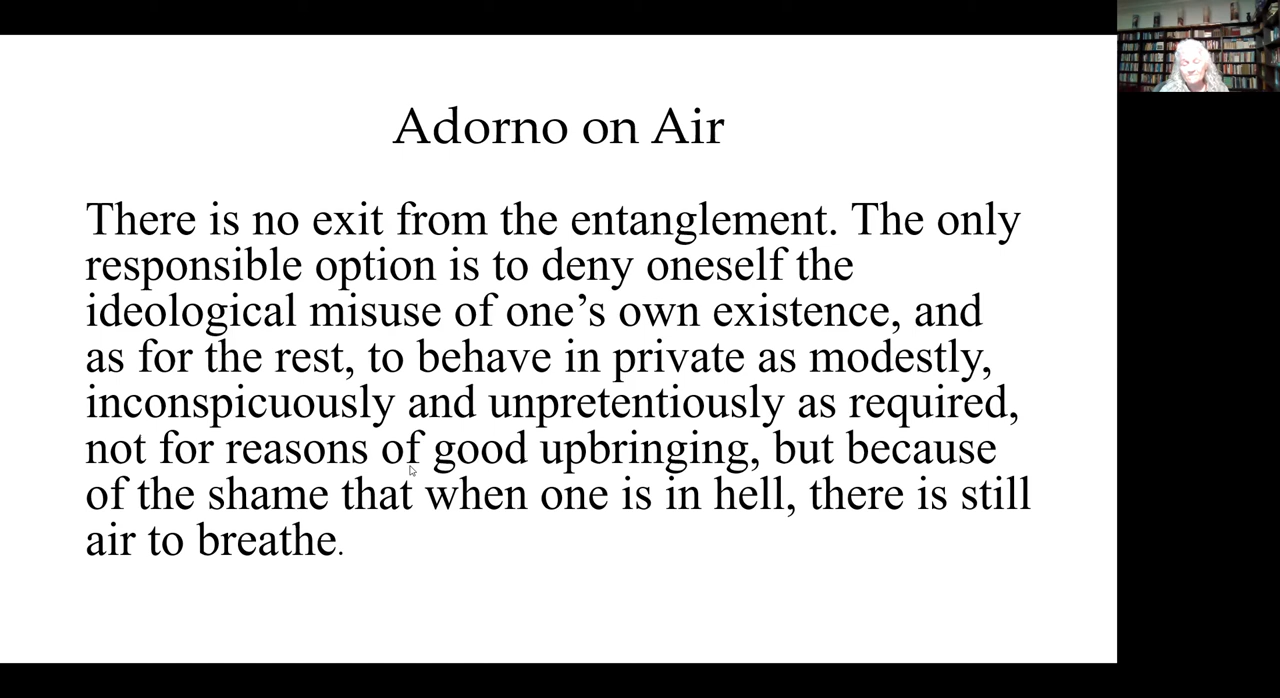 Adorno on Air
There is no exit from the entanglement. The only
responsible option is to deny oneself the
ideological misuse of one’s own existence, and
as for the rest, to behave in private as modestly,
inconspicuously and unpretentiously as required,
not for reasons of good upbringing, but because
of the shame that when one is in hell, there is still
air to breathe.